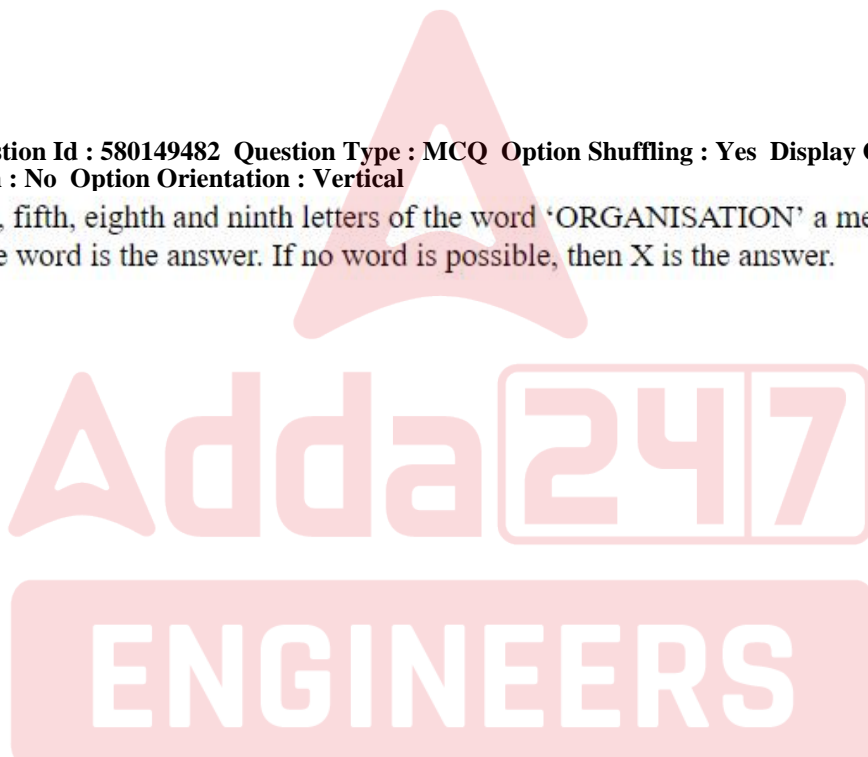 stion Id : 580149482 Question Type : MCQ Option Shuffling : Yes Display
: No Option Orientation : Vertical
, fifth, eighth and ninth letters of the word ‘ORGANISATION’ a me
word is the answer. If no word is possible, then X is the answer.
Adda247
ENGINEERS